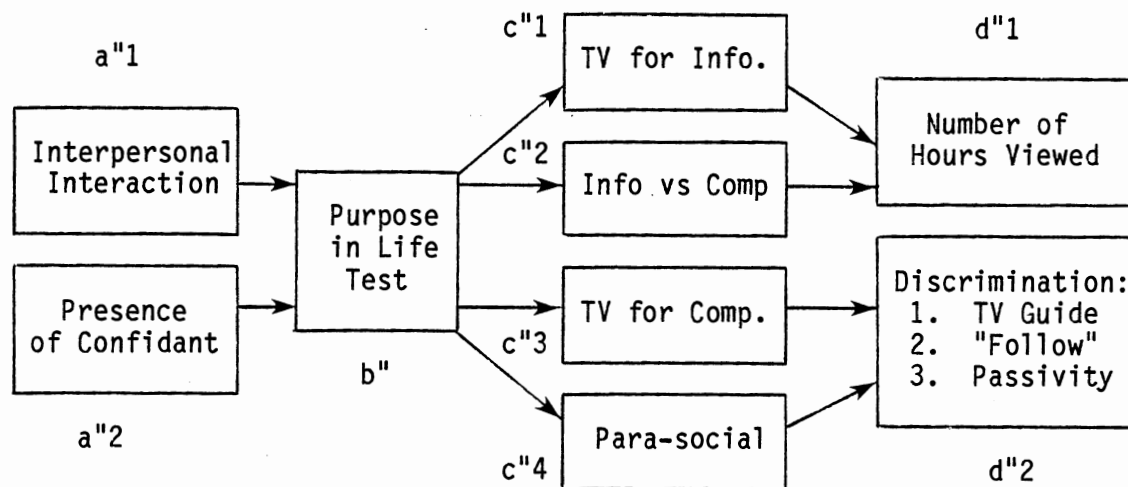 a"1
Interpersonal
Interaction
Presence
of Confidant
a"2
Purpose
in Life
Test
b"
c"1
TV for Info.
c"2
Info vs Comp
TV for Comp.
c"3
Para-social
c"4
d"1
Number of
Hours Viewed
Discrimination:
1. TV Guide
2. "Follow"
3. Passivity
d"2